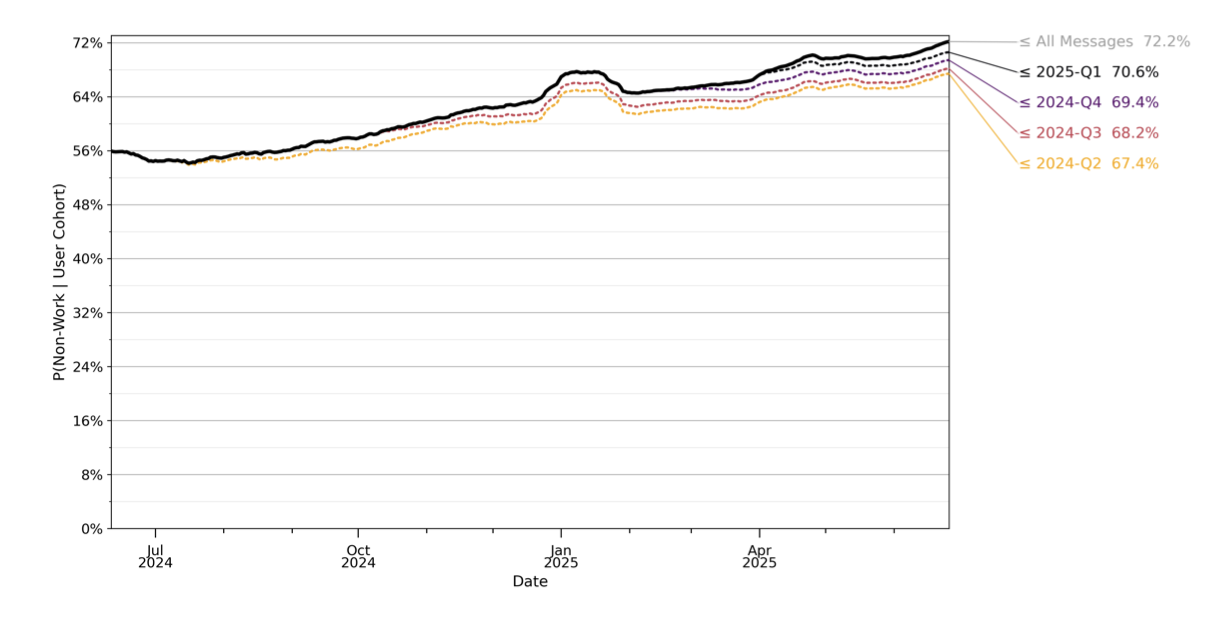 72%
64%
56%
48%
40%
32%
24%
16%
8%
0%
P(Non-Work | User Cohort)
Jul
2024
Oct
2024
Jan
2025
Apr
2025
Date
≤ All Messages 72.2%
≤ 2025-Q1 70.6%
≤ 2024-Q4 69.4%
≤ 2024-Q3 68.2%
≤ 2024-Q2 67.4%